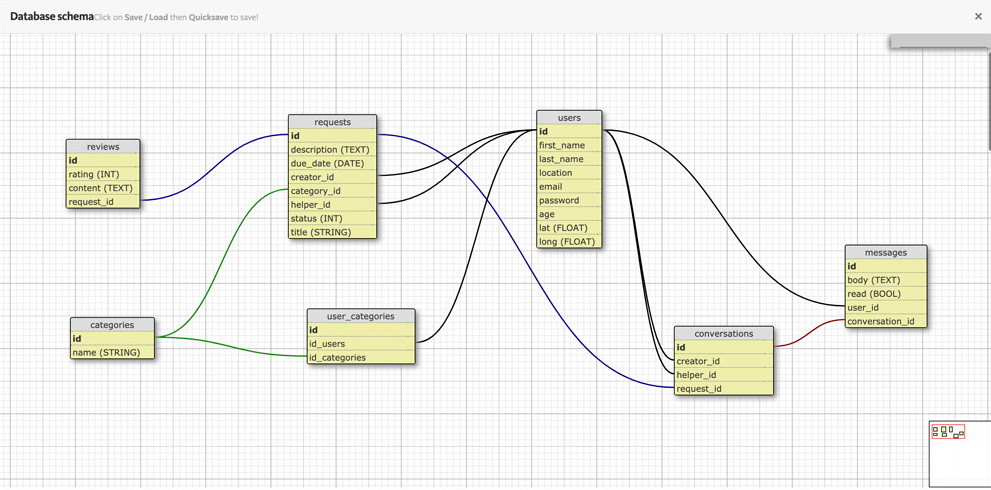 Database schema Click on Save / Load then Quicksave to save!
×
reviews
id
rating (INT)
content (TEXT)
request_id
requests
id
description (TEXT)
due_date (DATE)
creator_id
category_id
helper_id
status (INT)
title (STRING)
users
id
first_name
last_name
location
email
password
age
lat (FLOAT)
long (FLOAT)
messages
id
body (TEXT)
read (BOOL)
user_id
conversation_id
categories
id
name (STRING)
user_categories
id
id_users
id_categories
conversations
id
creator_id
helper_id
request_id